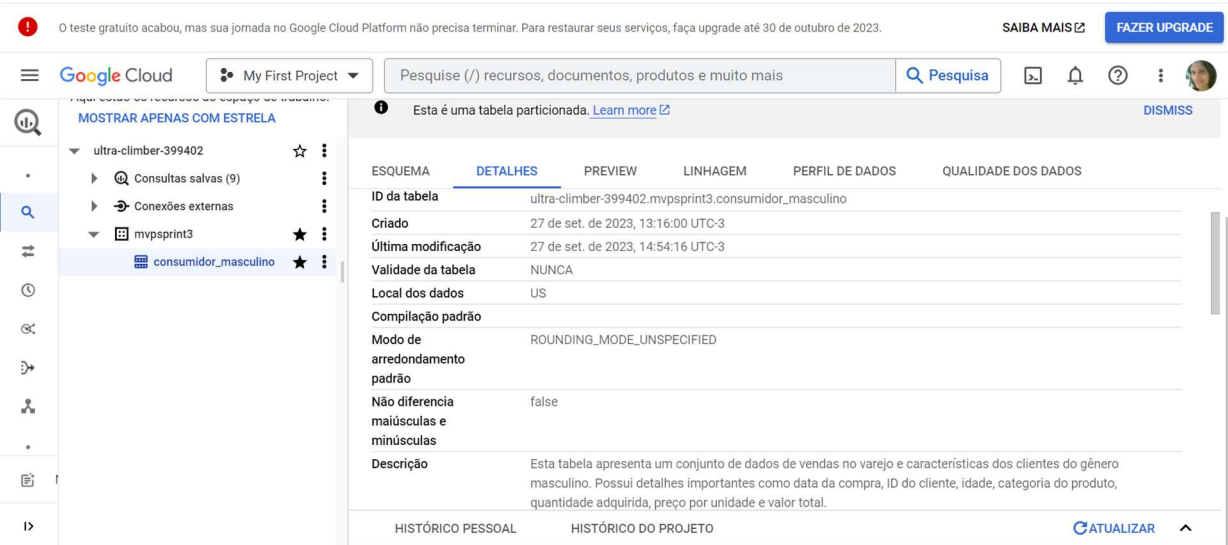 O teste gratuito acabou, mas sua jornada no Google Cloud Platform não precisa terminar. Para restaurar seus serviços, faça upgrade até 30 de outubro de 2023.
SAIBA MAIS
FAZER UPGRADE
Google Cloud
My First Project
Pesquise (/) recursos, documentos, produtos e muito mais
Pesquisa
Aqui estão os recursos do espaço de trabalho.
MOSTRAR APENAS COM ESTRELA
ultra-climber-399402
Consultas salvas (9)
Conexões externas
mvpsprint3
consumidor_masculino
Esta é uma tabela particionada. Learn more
DISMISS
ESQUEMA
DETALHES
PREVIEW
LINHAGEM
PERFIL DE DADOS
QUALIDADE DOS DADOS
ID da tabela
ultra-climber-399402.mvpsprint3.consumidor_masculino
Criado
27 de set. de 2023, 13:16:00 UTC-3
Última modificação
27 de set. de 2023, 14:54:16 UTC-3
Validade da tabela
NUNCA
Local dos dados
US
Compilação padrão
Modo de
arredondamento
padrão
ROUNDING_MODE_UNSPECIFIED
Não diferencia
maiúsculas e
minúsculas
false
Descrição
Esta tabela apresenta um conjunto de dados de vendas no varejo e características dos clientes do gênero
masculino. Possui detalhes importantes como data da compra, ID do cliente, idade, categoria do produto,
quantidade adquirida, preço por unidade e valor total.
HISTÓRICO PESSOAL
HISTÓRICO DO PROJETO
ATUALIZAR